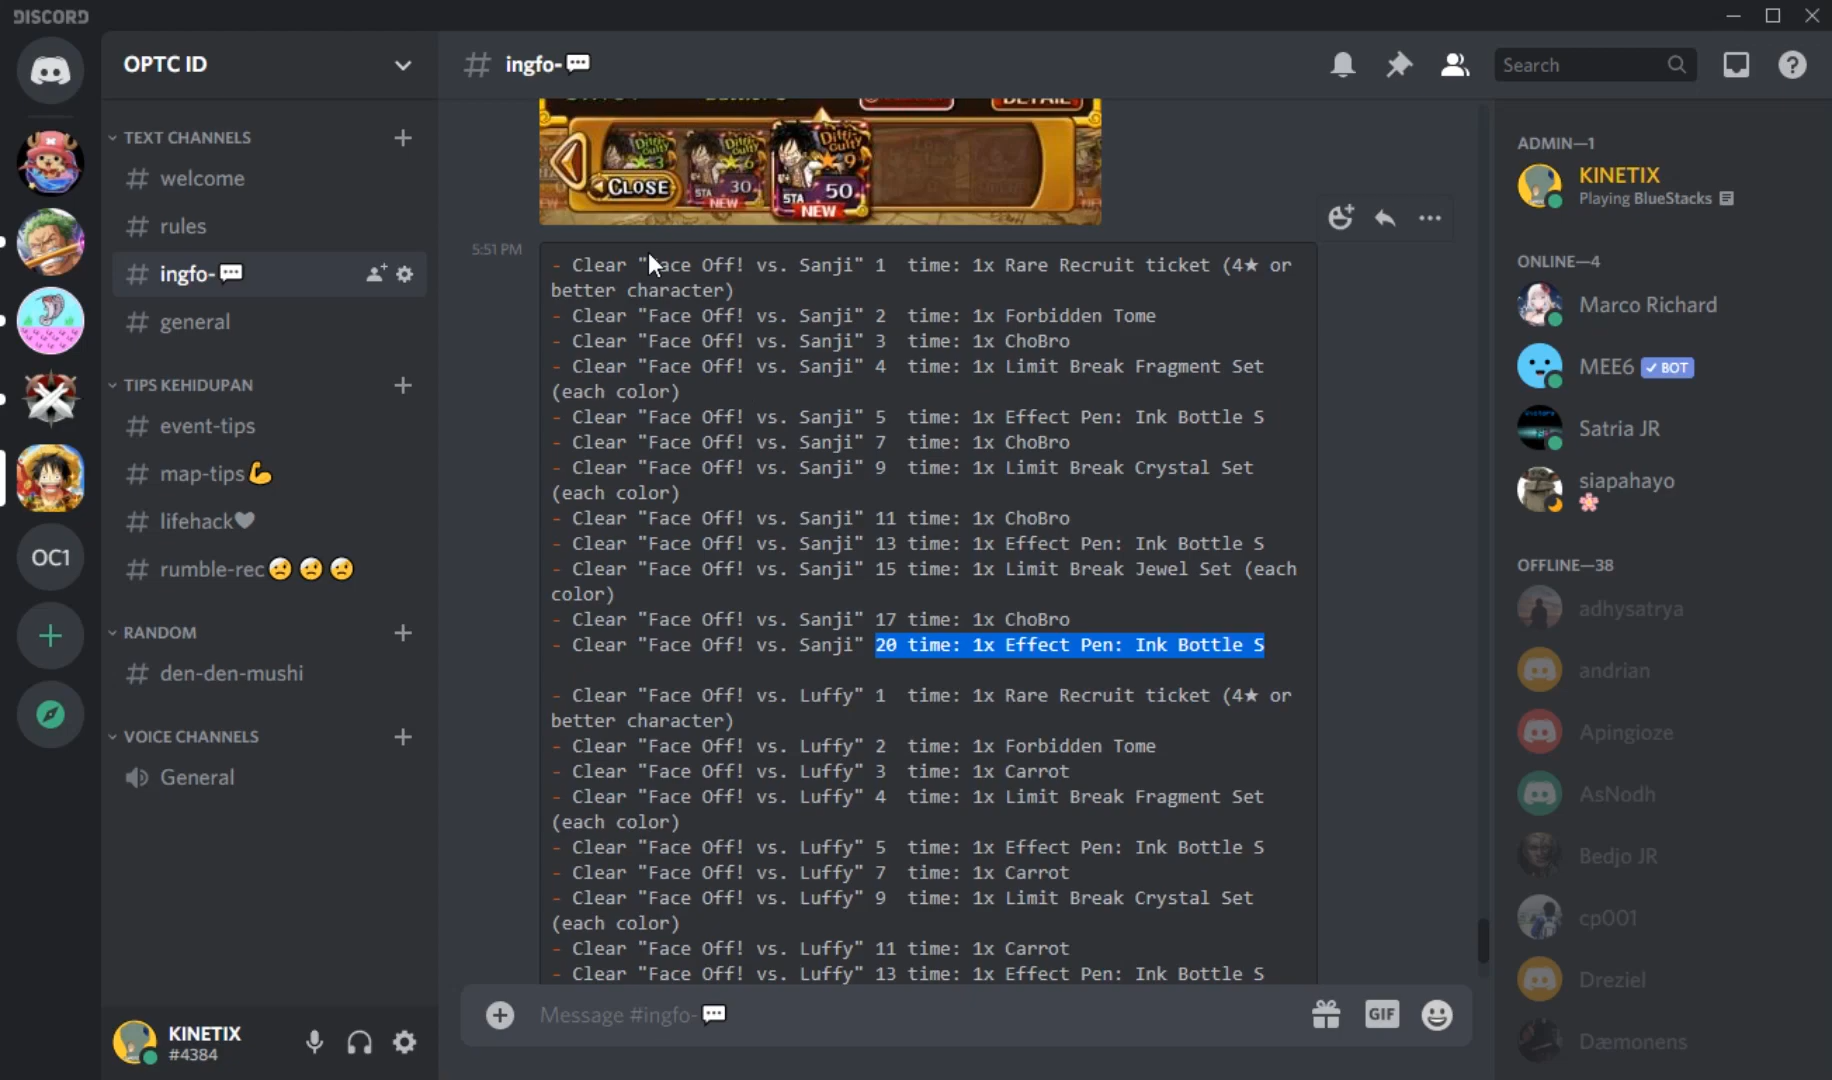 DISCORD
OPTC ID
TEXT CHANNELS
welcome
rules
ingfo-💬
general
TIPS KEHIDUPAN
event-tips
map-tips💪
lifehack🖤
rumble-rec🤕🤕🤕
RANDOM
den-den-mushi
VOICE CHANNELS
General
OC1
KINETIX
#4384
# ingfo-💬
Search
DETAIL
Difficulty ★3
Difficulty ★6
Difficulty ★9
CLOSE
STA 30
STA 50
NEW
NEW
5:51 PM
- Clear "Face Off! vs. Sanji" 1  time: 1x Rare Recruit ticket (4★ or
better character)
- Clear "Face Off! vs. Sanji" 2  time: 1x Forbidden Tome
- Clear "Face Off! vs. Sanji" 3  time: 1x ChoBro
- Clear "Face Off! vs. Sanji" 4  time: 1x Limit Break Fragment Set
(each color)
- Clear "Face Off! vs. Sanji" 5  time: 1x Effect Pen: Ink Bottle S
- Clear "Face Off! vs. Sanji" 7  time: 1x ChoBro
- Clear "Face Off! vs. Sanji" 9  time: 1x Limit Break Crystal Set
(each color)
- Clear "Face Off! vs. Sanji" 11 time: 1x ChoBro
- Clear "Face Off! vs. Sanji" 13 time: 1x Effect Pen: Ink Bottle S
- Clear "Face Off! vs. Sanji" 15 time: 1x Limit Break Jewel Set (each
color)
- Clear "Face Off! vs. Sanji" 17 time: 1x ChoBro
- Clear "Face Off! vs. Sanji" 20 time: 1x Effect Pen: Ink Bottle S
- Clear "Face Off! vs. Luffy" 1  time: 1x Rare Recruit ticket (4★ or
better character)
- Clear "Face Off! vs. Luffy" 2  time: 1x Forbidden Tome
- Clear "Face Off! vs. Luffy" 3  time: 1x Carrot
- Clear "Face Off! vs. Luffy" 4  time: 1x Limit Break Fragment Set
(each color)
- Clear "Face Off! vs. Luffy" 5  time: 1x Effect Pen: Ink Bottle S
- Clear "Face Off! vs. Luffy" 7  time: 1x Carrot
- Clear "Face Off! vs. Luffy" 9  time: 1x Limit Break Crystal Set
(each color)
- Clear "Face Off! vs. Luffy" 11 time: 1x Carrot
- Clear "Face Off! vs. Luffy" 13 time: 1x Effect Pen: Ink Bottle S
Message #ingfo-💬
GIF
ADMIN—1
KINETIX
Playing BlueStacks
ONLINE—4
Marco Richard
MEE6 ✓ BOT
Satria JR
siapahayo
🌸
OFFLINE—38
adhysatrya
andrian
Apingioze
AsNodh
Bedjo JR
cp001
Dreziel
Dæmonens